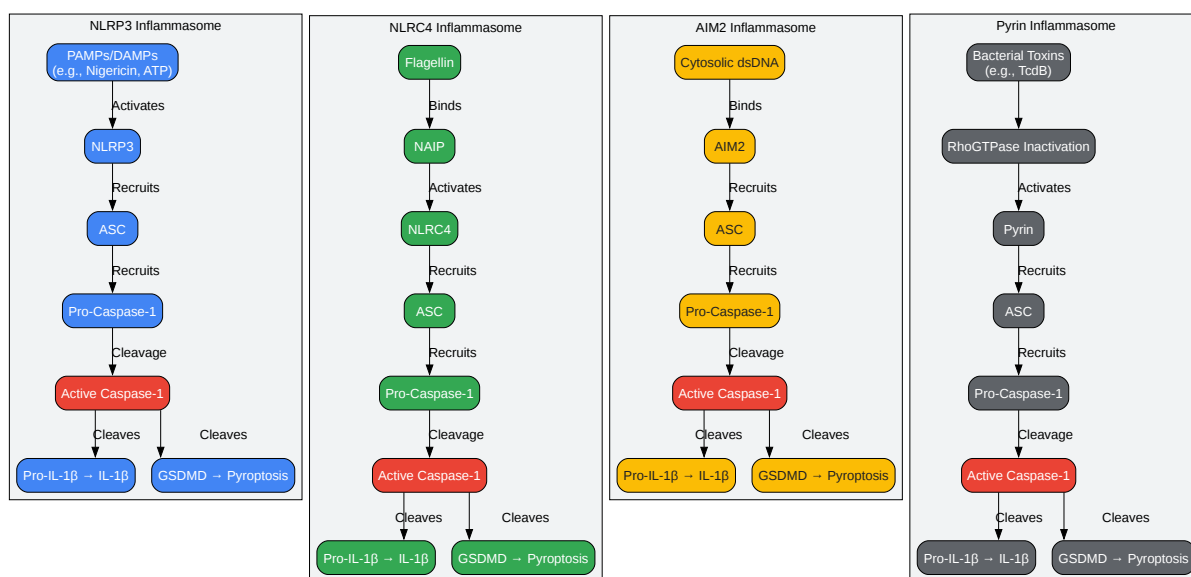 NLRP3 Inflammasome
PAMPs/DAMPs
(e.g., Nigericin, ATP)
Activates
NLRP3
Recruits
ASC
Recruits
Pro-Caspase-1
Cleavage
Active Caspase-1
Cleaves
Cleaves
Pro-IL-1β → IL-1β
GSDMD → Pyroptosis
NLRC4 Inflammasome
Flagellin
Binds
NAIP
Activates
NLRC4
Recruits
ASC
Recruits
Pro-Caspase-1
Cleavage
Active Caspase-1
Cleaves
Cleaves
Pro-IL-1β → IL-1β
GSDMD → Pyroptosis
AIM2 Inflammasome
Cytosolic dsDNA
Binds
AIM2
Recruits
ASC
Recruits
Pro-Caspase-1
Cleavage
Active Caspase-1
Cleaves
Cleaves
Pro-IL-1β → IL-1β
GSDMD → Pyroptosis
Pyrin Inflammasome
Bacterial Toxins
(e.g., TcdB)
RhoGTPase Inactivation
Activates
Pyrin
Recruits
ASC
Recruits
Pro-Caspase-1
Cleavage
Active Caspase-1
Cleaves
Cleaves
Pro-IL-1β → IL-1β
GSDMD → Pyroptosis